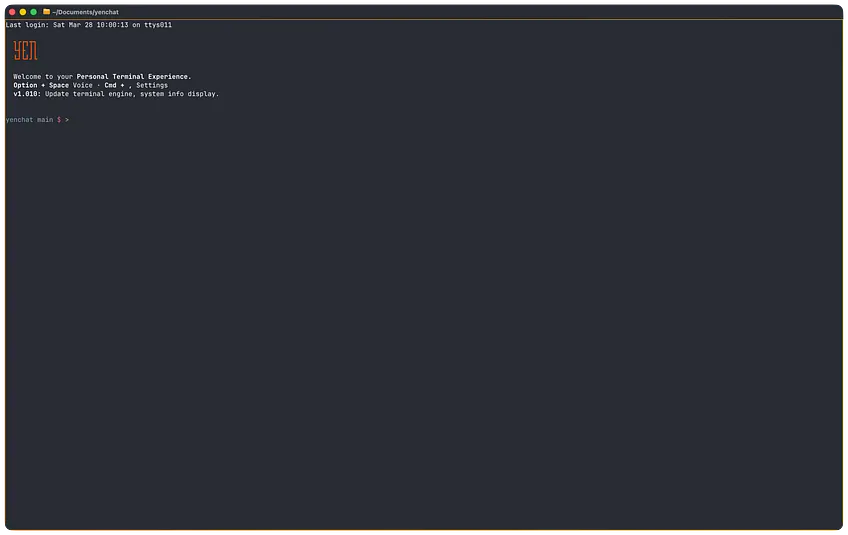 ~/Documents/yenchat
Last login: Sat Mar 28 10:00:13 on ttys011
YEN
Welcome to your Personal Terminal Experience.
Option + Space Voice · Cmd + , Settings
v1.010: Update terminal engine, system info display.
yenchat main $ >